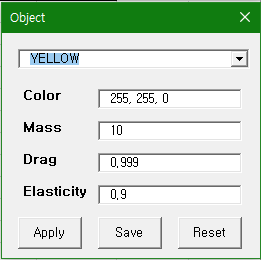 Object
YELLOW
Color 255, 255, 0
Mass 10
Drag 0,999
Elasticity 0,9
Apply Save Reset